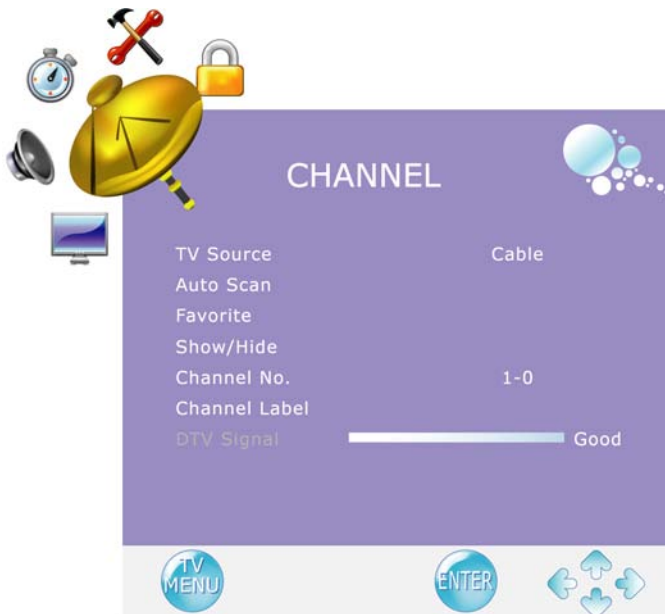 CHANNEL
TV Source Cable
Auto Scan
Favorite
Show/Hide
Channel No. 1-0
Channel Label
DTV Signal Good
TV
MENU
ENTER